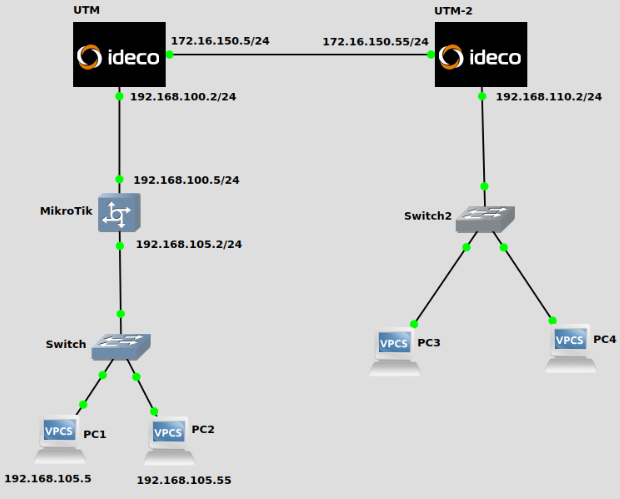 UTM
UTM-2
172.16.150.5/24
172.16.150.55/24
ideco
ideco
192.168.100.2/24
192.168.110.2/24
192.168.100.5/24
MikroTik
Switch2
192.168.105.2/24
Switch
VPCS
PC3
VPCS
PC4
VPCS
PC1
VPCS
PC2
192.168.105.5
192.168.105.55